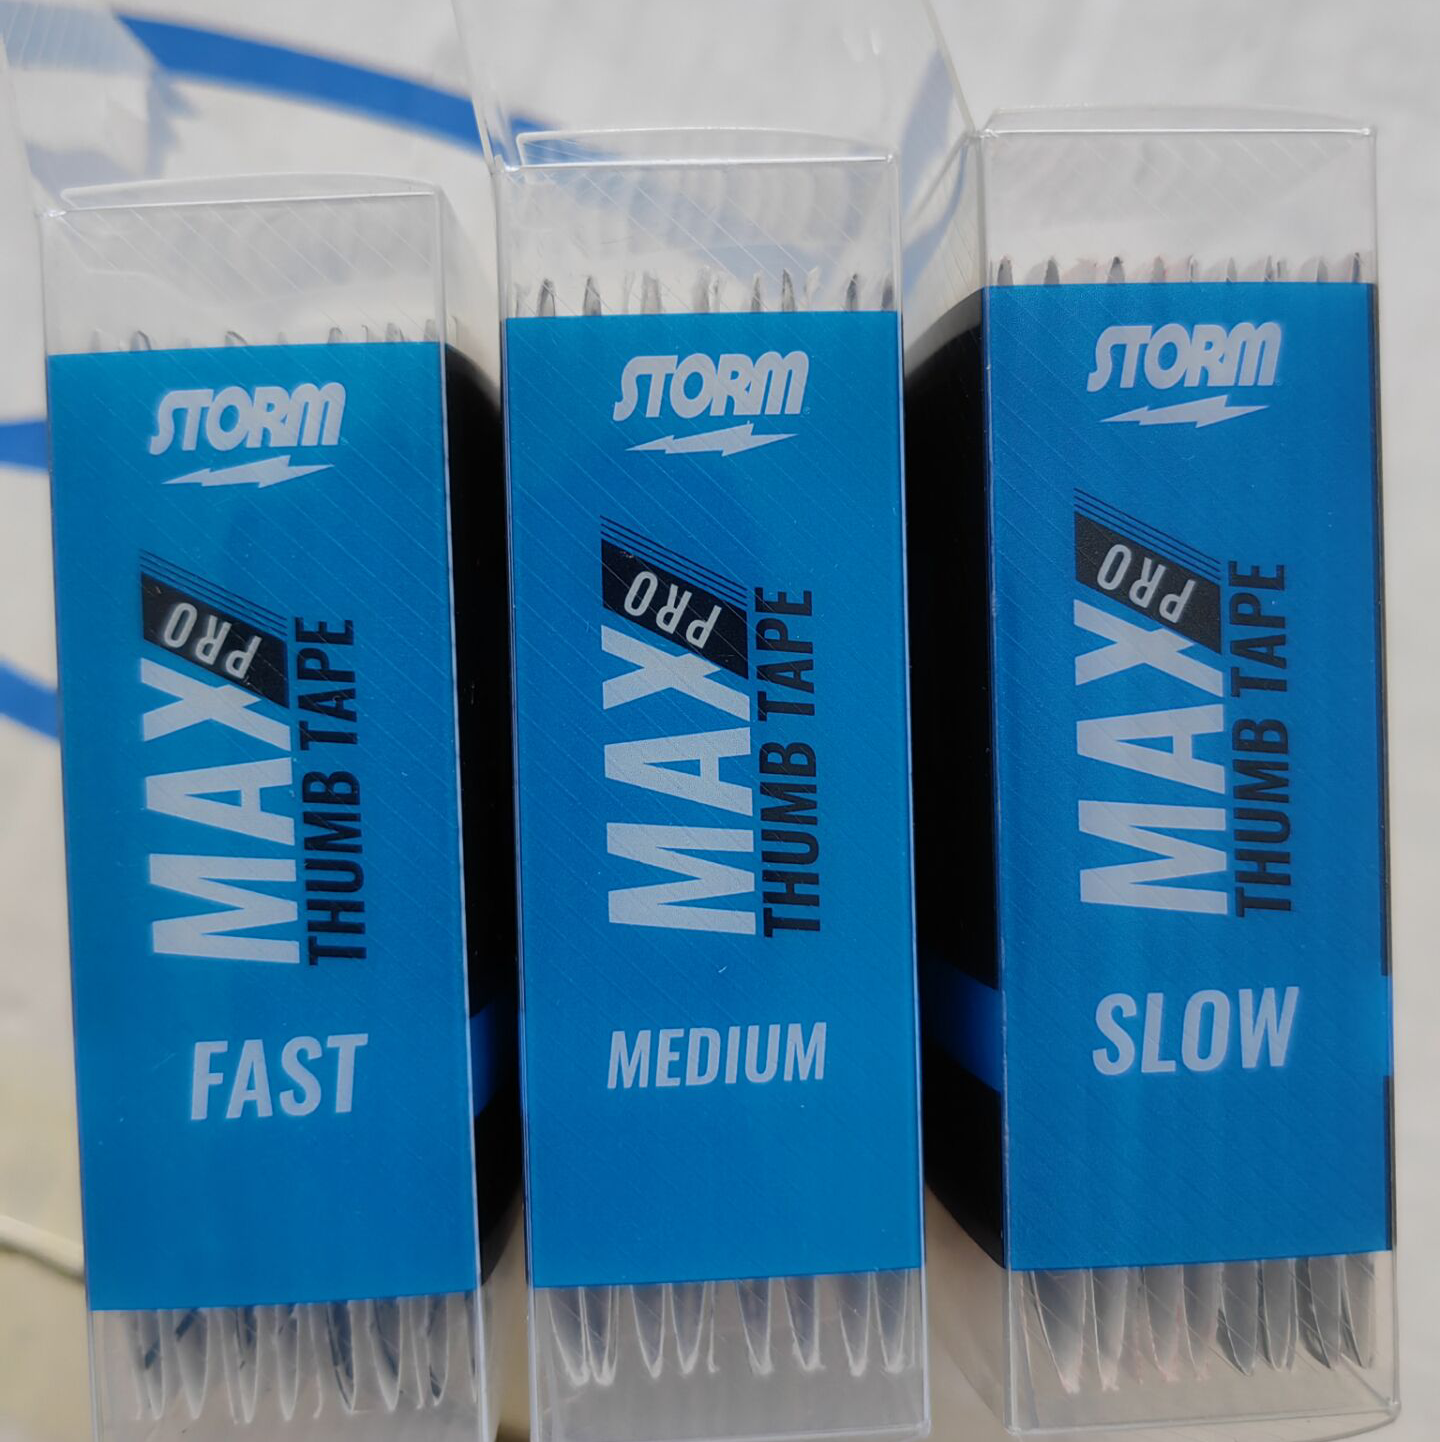 STORM
MAX PRO
THUMB TAPE
FAST
STORM
MAX PRO
THUMB TAPE
MEDIUM
STORM
MAX PRO
THUMB TAPE
SLOW